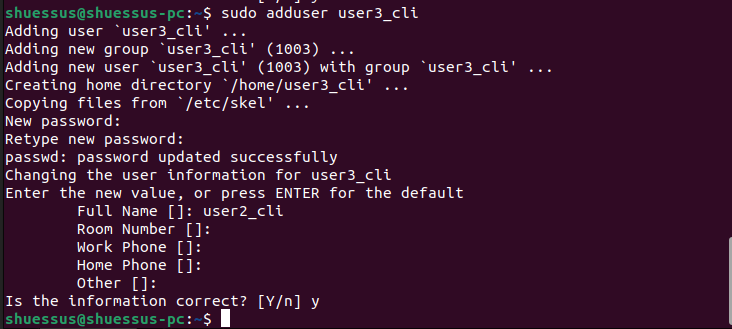 shuessus@shuessus-pc:~$ sudo adduser user3_cli
Adding user `user3_cli' ...
Adding new group `user3_cli' (1003) ...
Adding new user `user3_cli' (1003) with group `user3_cli' ...
Creating home directory `/home/user3_cli' ...
Copying files from `/etc/skel' ...
New password:
Retype new password:
passwd: password updated successfully
Changing the user information for user3_cli
Enter the new value, or press ENTER for the default
Full Name []: user2_cli
Room Number []:
Work Phone []:
Home Phone []:
Other []:
Is the information correct? [Y/n] y
shuessus@shuessus-pc:~$